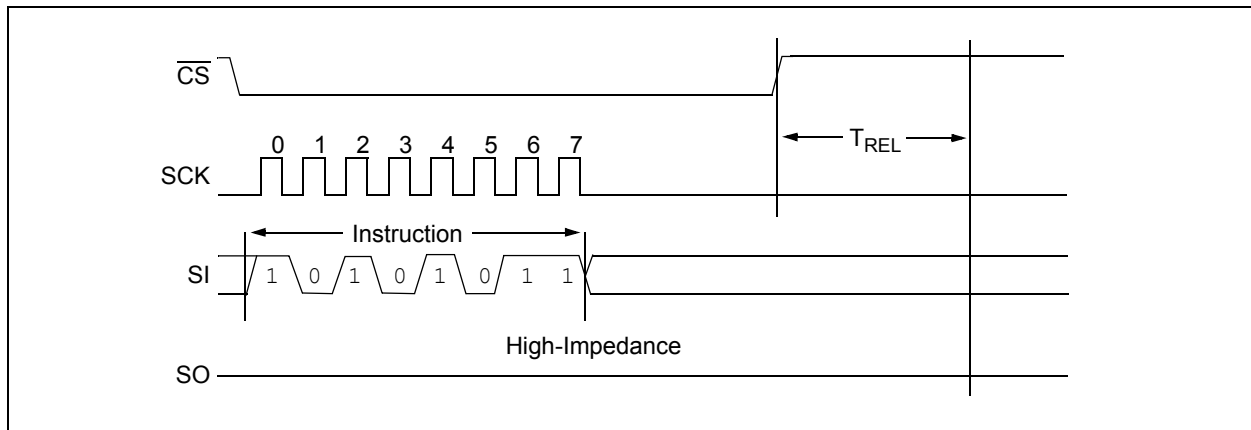 CS
TREL
0 1 2 3 4 5 6 7
SCK
Instruction
SI 1 0 1 0 1 0 1 1
High-Impedance
SO